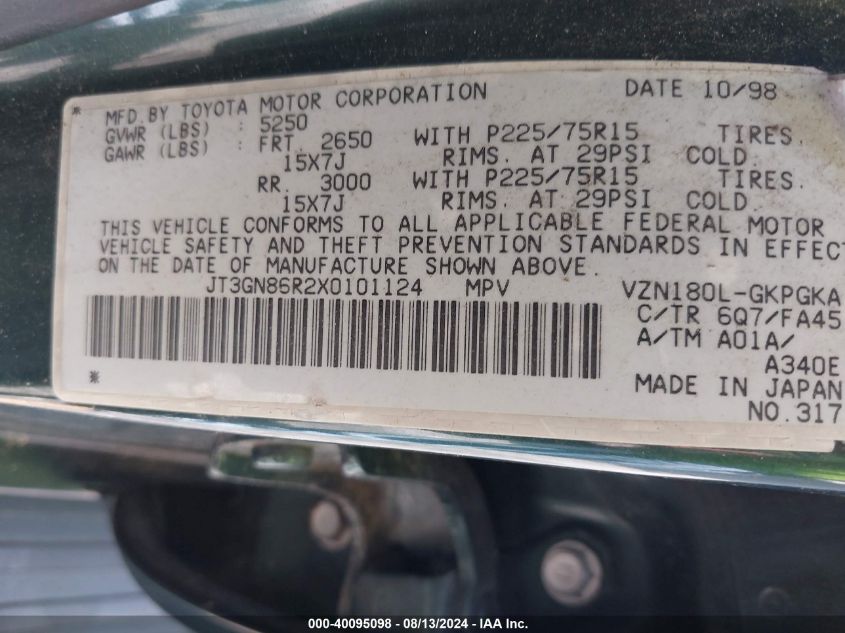 MFD.BY TOYOTA MOTOR CORPORATION DATE 10/98
GVWR (LBS) : 5250
GAWR (LBS) : FRT. 2650 WITH P225/75R15 TIRES.
15X7J RIMS. AT 29PSI COLD.
RR. 3000 WITH P225/75R15 TIRES.
15X7J RIMS. AT 29PSI COLD.
THIS VEHICLE CONFORMS TO ALL APPLICABLE FEDERAL MOTOR
VEHICLE SAFETY AND THEFT PREVENTION STANDARDS IN EFFECT
ON THE DATE OF MANUFACTURE SHOWN ABOVE.
JT3GN86R2X0101124 MPV VZN180L-GKPGKA
C/TR 6Q7/FA45
A/TM A01A/
A340E
MADE IN JAPAN
NO.317
000-40095098 - 08/13/2024 - IAA Inc.